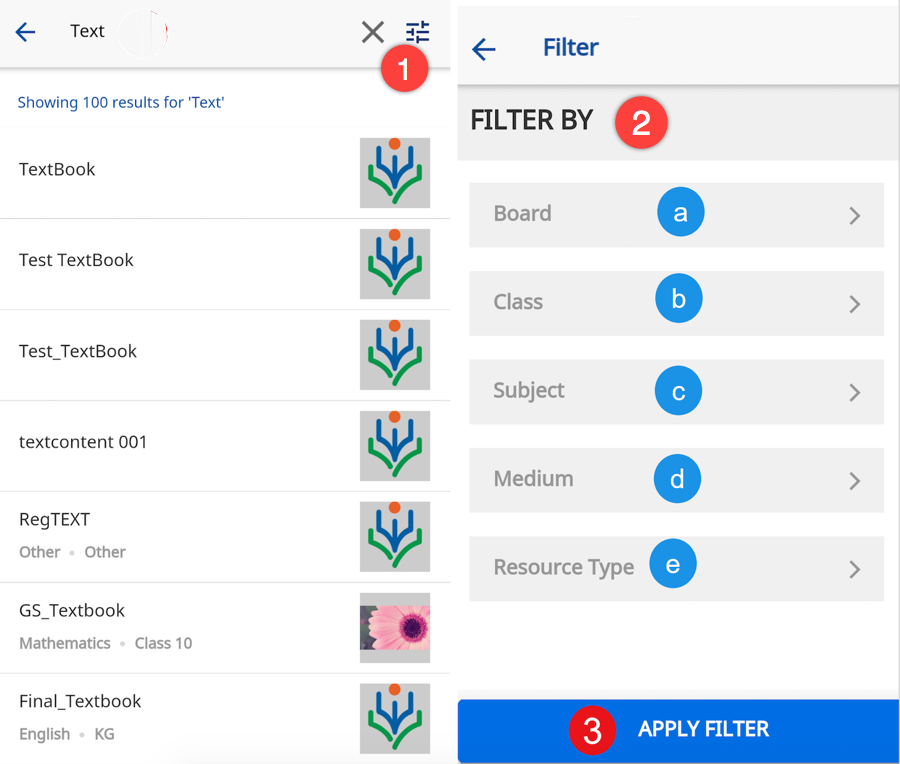 Text
1
Showing 100 results for 'Text'
TextBook
Test TextBook
Test_TextBook
textcontent 001
RegTEXT
Other • Other
GS_Textbook
Mathematics • Class 10
Final_Textbook
English • KG
Filter
FILTER BY 2
Board a
Class b
Subject c
Medium d
Resource Type e
3 APPLY FILTER